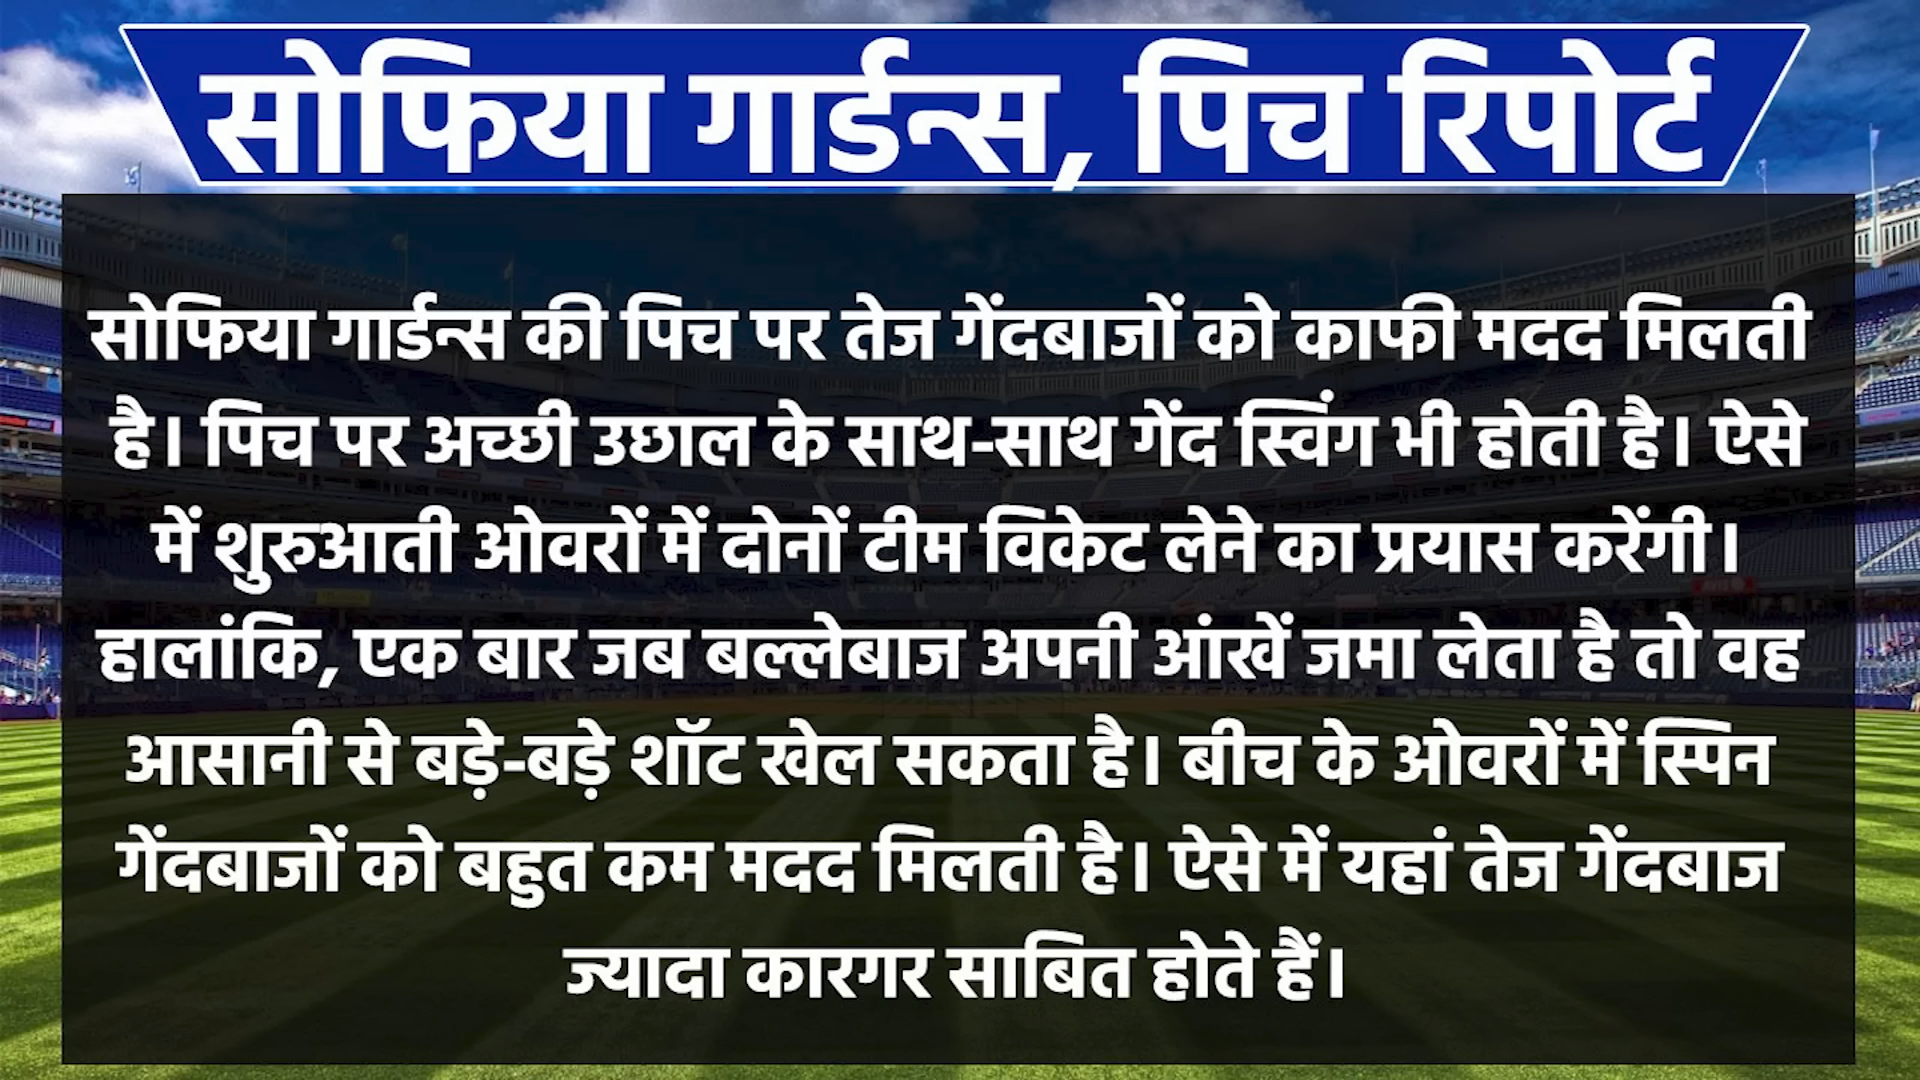 सोफिया गार्डन्स, पिच रिपोर्ट
सोफिया गार्डन्स की पिच पर तेज गेंदबाजों को काफी मदद मिलती
है। पिच पर अच्छी उछाल के साथ-साथ गेंद स्विंग भी होती है। ऐसे
में शुरुआती ओवरों में दोनों टीम विकेट लेने का प्रयास करेंगी।
हालांकि, एक बार जब बल्लेबाज अपनी आंखें जमा लेता है तो वह
आसानी से बड़े-बड़े शॉट खेल सकता है। बीच के ओवरों में स्पिन
गेंदबाजों को बहुत कम मदद मिलती है। ऐसे में यहां तेज गेंदबाज
ज्यादा कारगर साबित होते हैं।